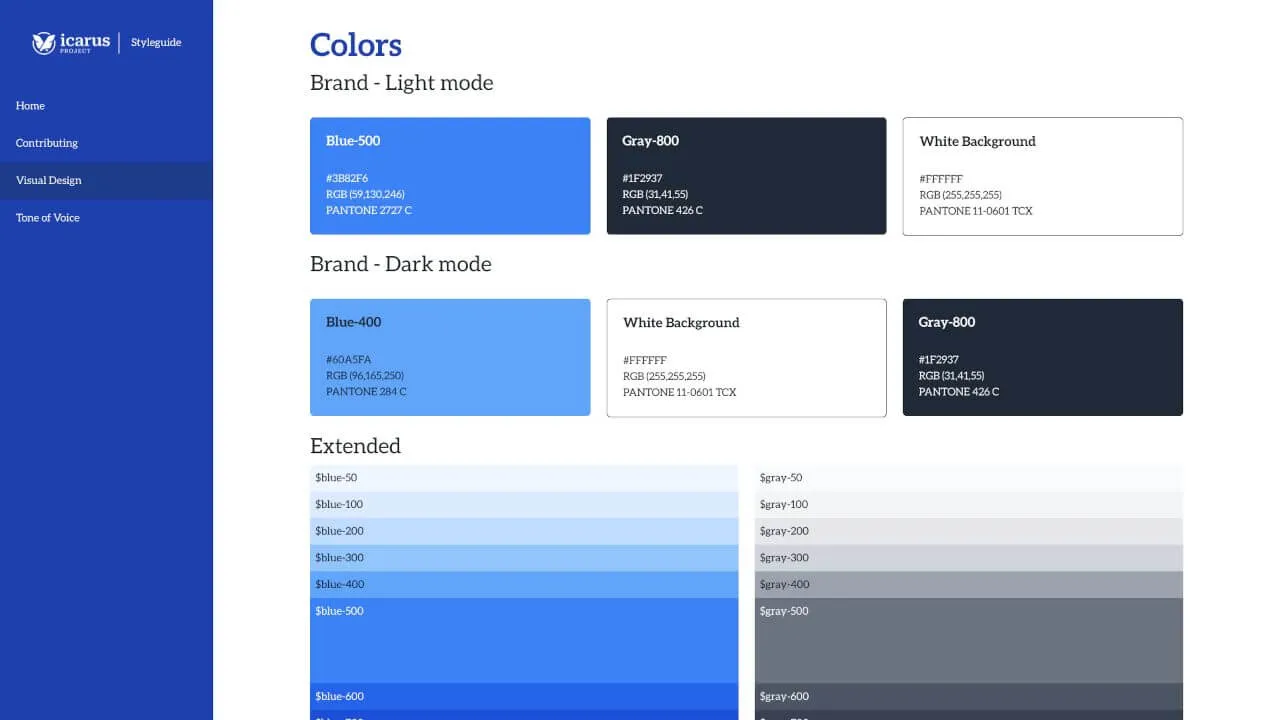 icarus
PROJECT
Styleguide
Home
Contributing
Visual Design
Tone of Voice
Colors
Brand - Light mode
Blue-500
#3B82F6
RGB (59,130,246)
PANTONE 2727 C
Gray-800
#1F2937
RGB (31,41,55)
PANTONE 426 C
White Background
#FFFFFF
RGB (255,255,255)
PANTONE 11-0601 TCX
Brand - Dark mode
Blue-400
#60A5FA
RGB (96,165,250)
PANTONE 284 C
White Background
#FFFFFF
RGB (255,255,255)
PANTONE 11-0601 TCX
Gray-800
#1F2937
RGB (31,41,55)
PANTONE 426 C
Extended
$blue-50
$blue-100
$blue-200
$blue-300
$blue-400
$blue-500
$blue-600
$gray-50
$gray-100
$gray-200
$gray-300
$gray-400
$gray-500
$gray-600